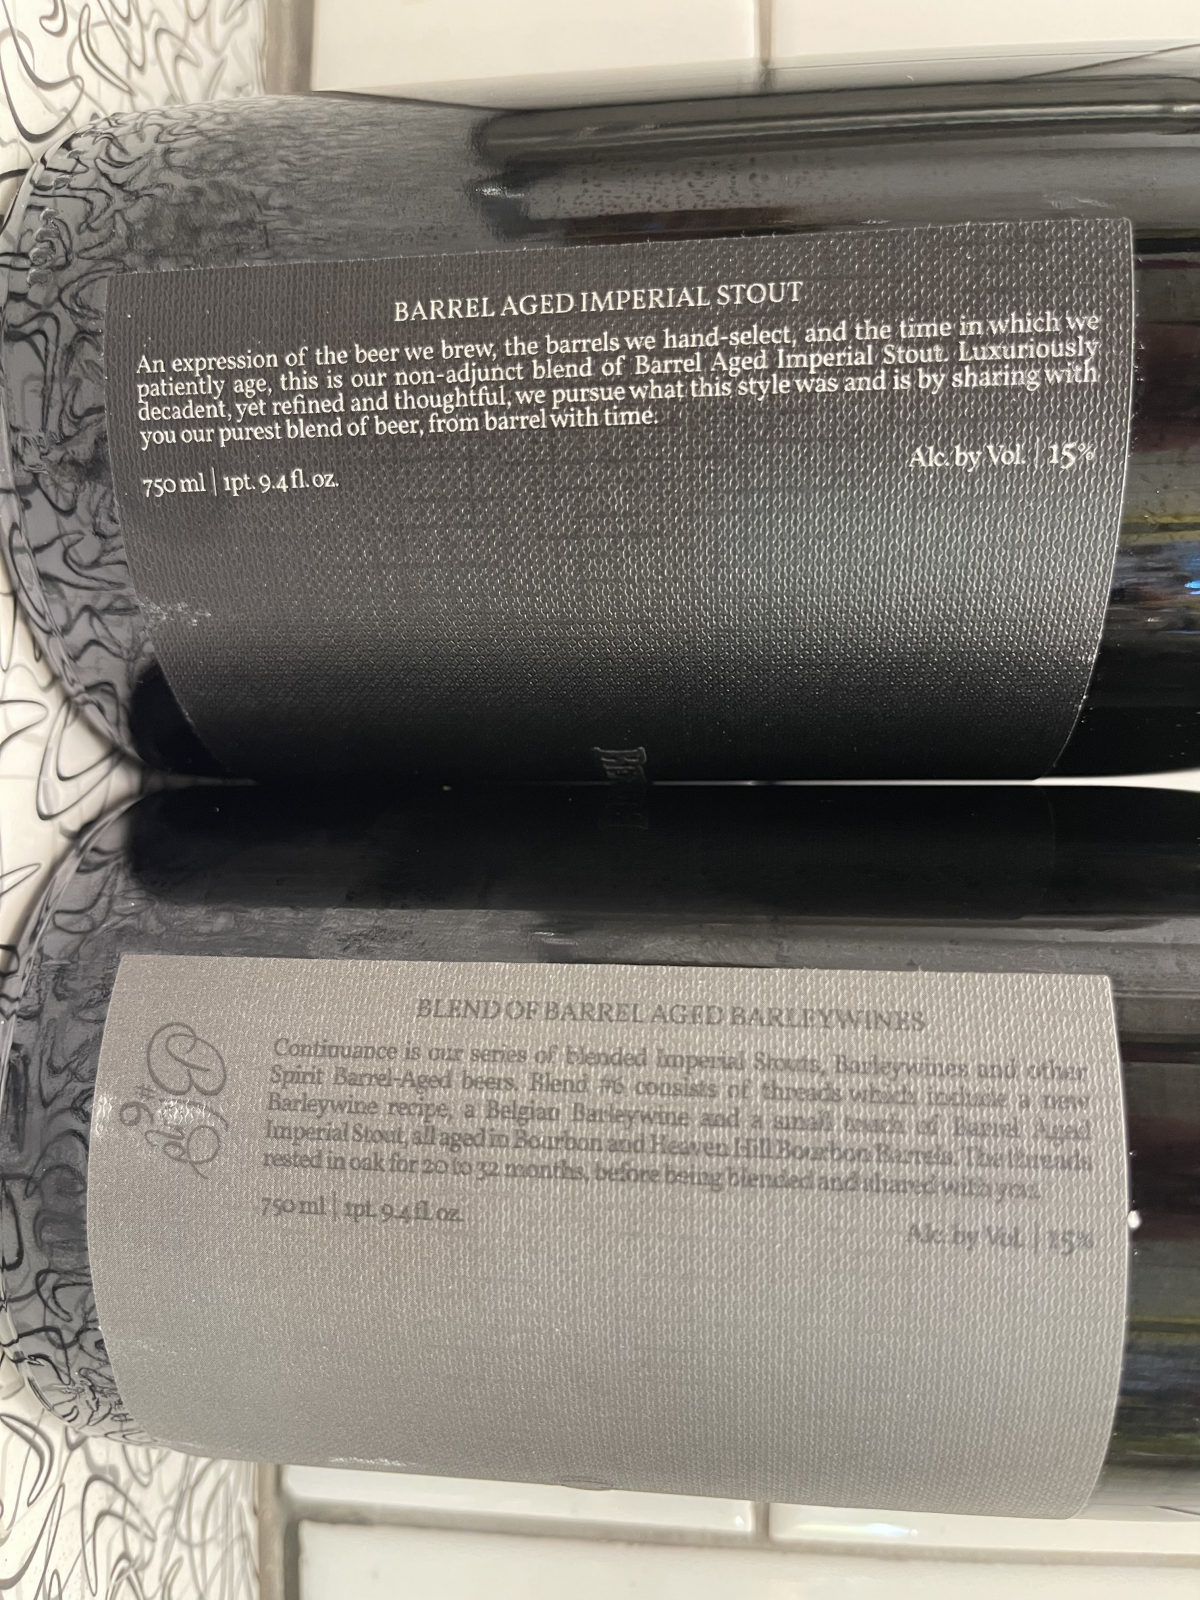 BARREL AGED IMPERIAL STOUT
An expression of the beer we brew, the barrels we hand-select, and the time in which we
patiently age, this is our non-adjunct blend of Barrel Aged Imperial Stout. Luxuriously
decadent, yet refined and thoughtful, we pursue what this style was and is by sharing with
you our purest blend of beer, from barrel with time.
Alc. by Vol. | 15%
750 ml | 1pt. 9.4 fl. oz.
BLEND OF BARREL AGED BARLEYWINES
Continuance is our series of blended Imperial Stouts, Barleywines and other
Spirit Barrel-Aged beers. Blend #6 consists of threads which include a new
Barleywine recipe, a Belgian Barleywine and a small touch of Barrel Aged
Imperial Stout, all aged in Bourbon and Heaven Hill Bourbon Barrels. The threads
rested in oak for 20 to 32 months, before being blended and shared with you.
750 ml | 1pt. 9.4 fl. oz.
Alc. by Vol. | 15%
#6